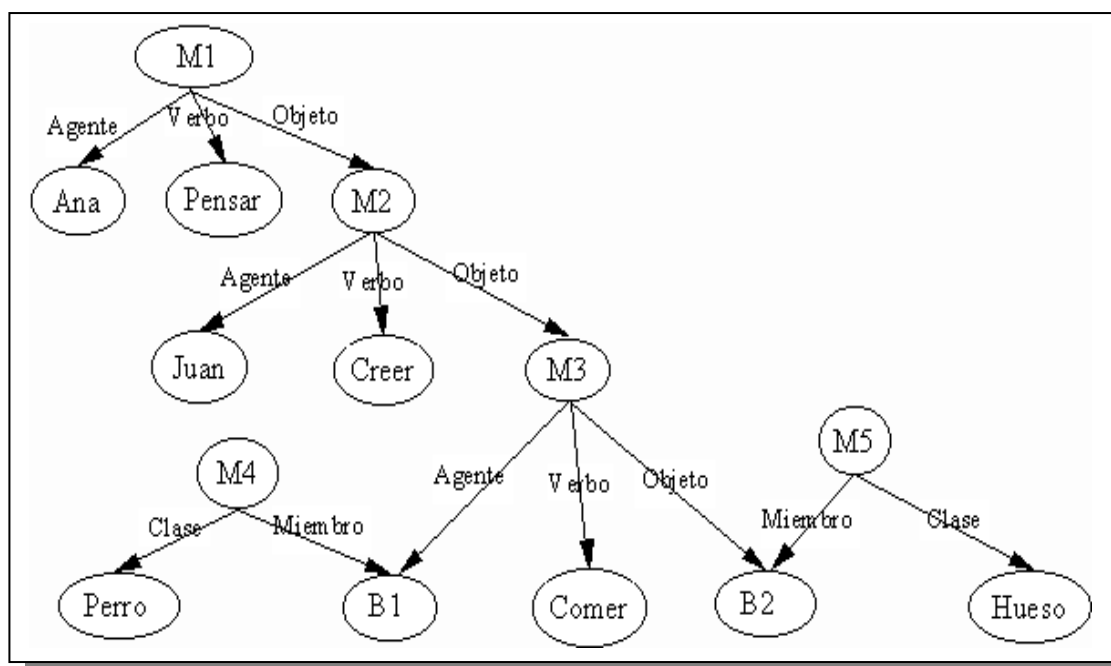 M1
Agente Verbo Objeto
Ana Pensar M2
Agente Verbo Objeto
Juan Creer M3
M4 M5
Agente Verbo Objeto
Clase Miembro Miembro Clase
Perro B1 Comer B2 Hueso